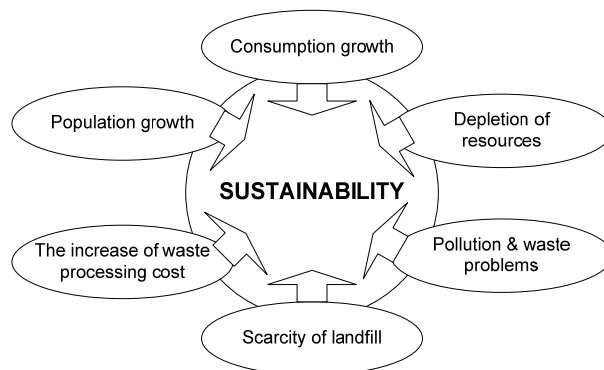 Consumption growth
Population growth
Depletion of
resources
SUSTAINABILITY
The increase of waste
processing cost
Pollution & waste
problems
Scarcity of landfill